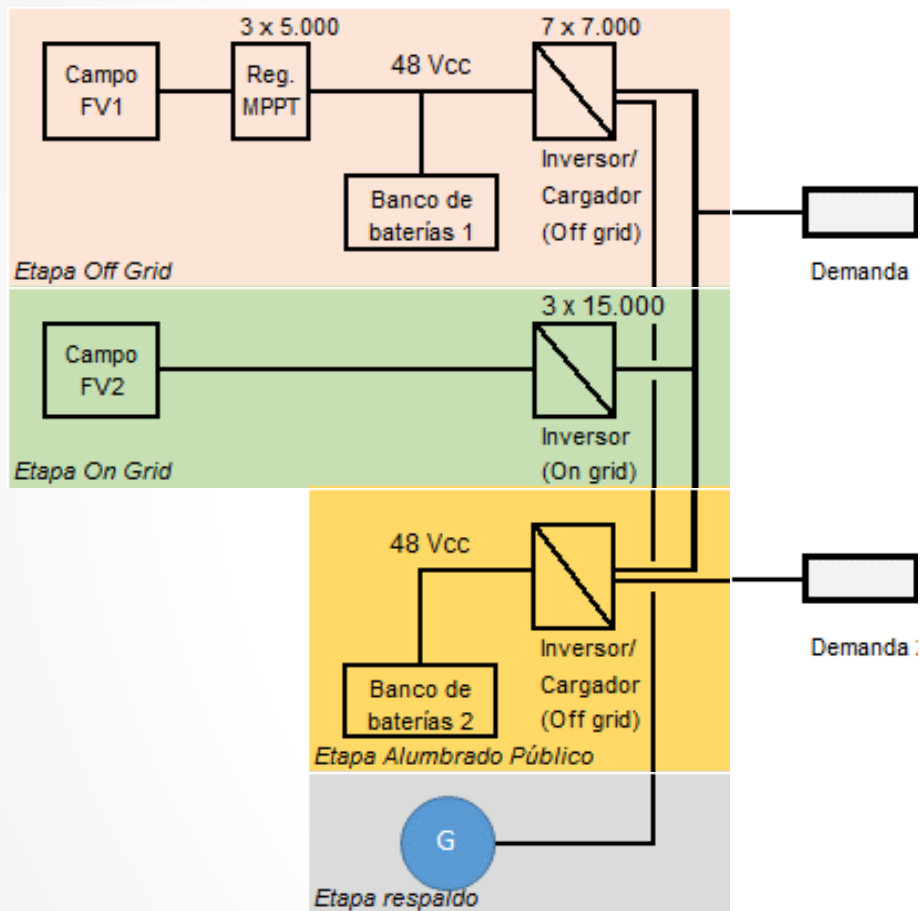 3 x 5.000
7 x 7.000
Campo
FV1
Reg.
MPPT
48 Vcc
Inversor/
Cargador
(Off grid)
Banco de
baterías 1
Etapa Off Grid
Demanda
3 x 15.000
Campo
FV2
Inversor
(On grid)
Etapa On Grid
48 Vcc
Inversor/
Cargador
(Off grid)
Demanda
Banco de
baterías 2
Etapa Alumbrado Público
G
Etapa respaldo